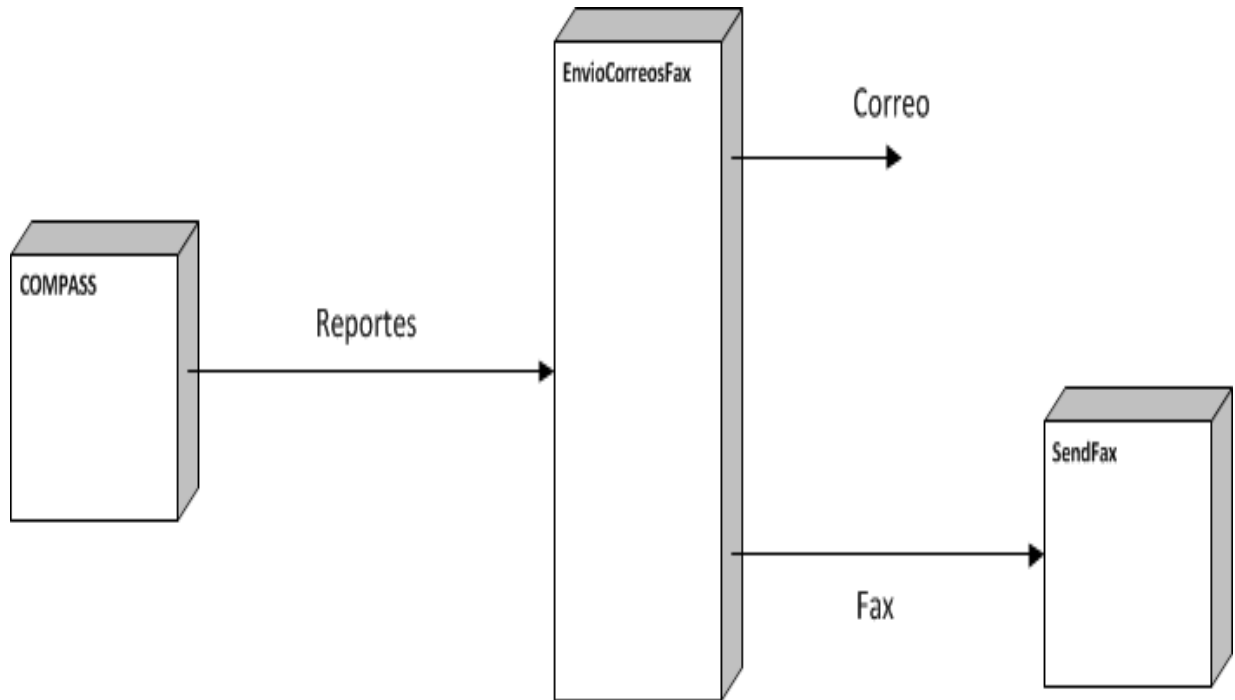 EnvioCorreosFax
Correo
COMPASS
Reportes
SendFax
Fax